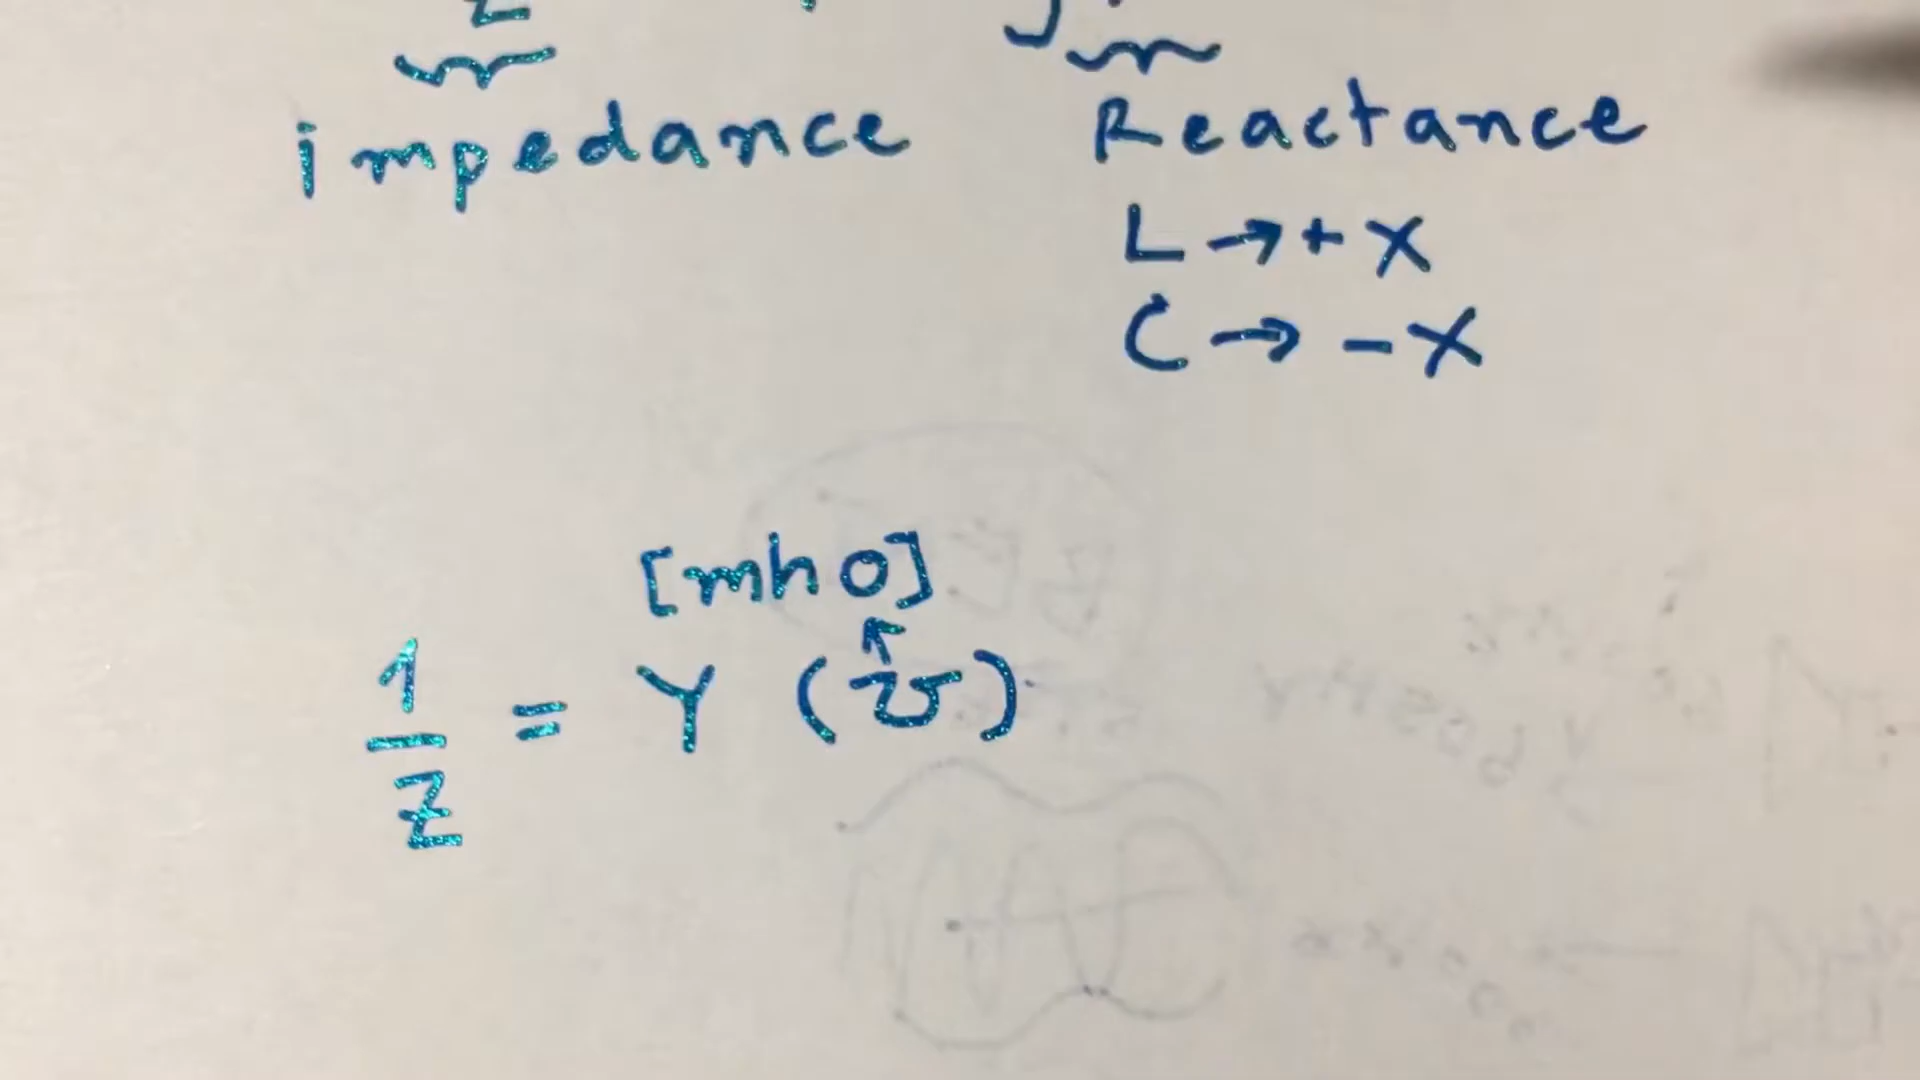 impedance Reactance
L → + X
C → - X
[mho]
↑
1/Z = Y (℧)